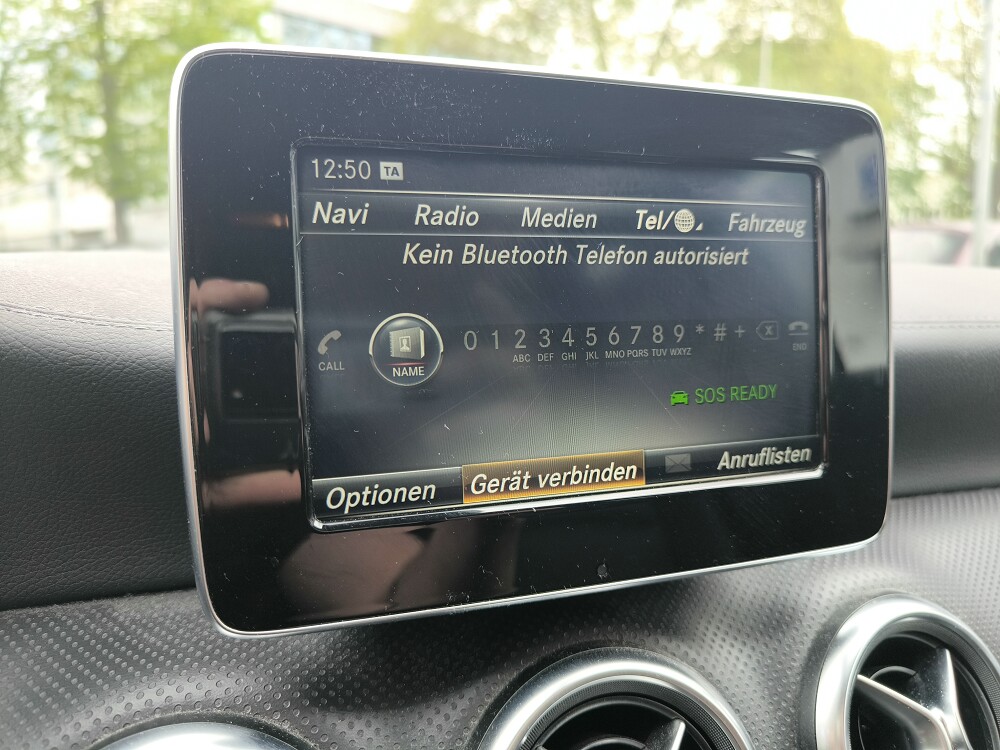 12:50 TA
Navi Radio Medien Tel/ Fahrzeug
Kein Bluetooth Telefon autorisiert
CALL NAME 0 1 2 3 4 5 6 7 8 9 * # + X END
ABC DEF GHI JKL MNO PQRS TUV WXYZ
SOS READY
Optionen Gerät verbinden Anruflisten